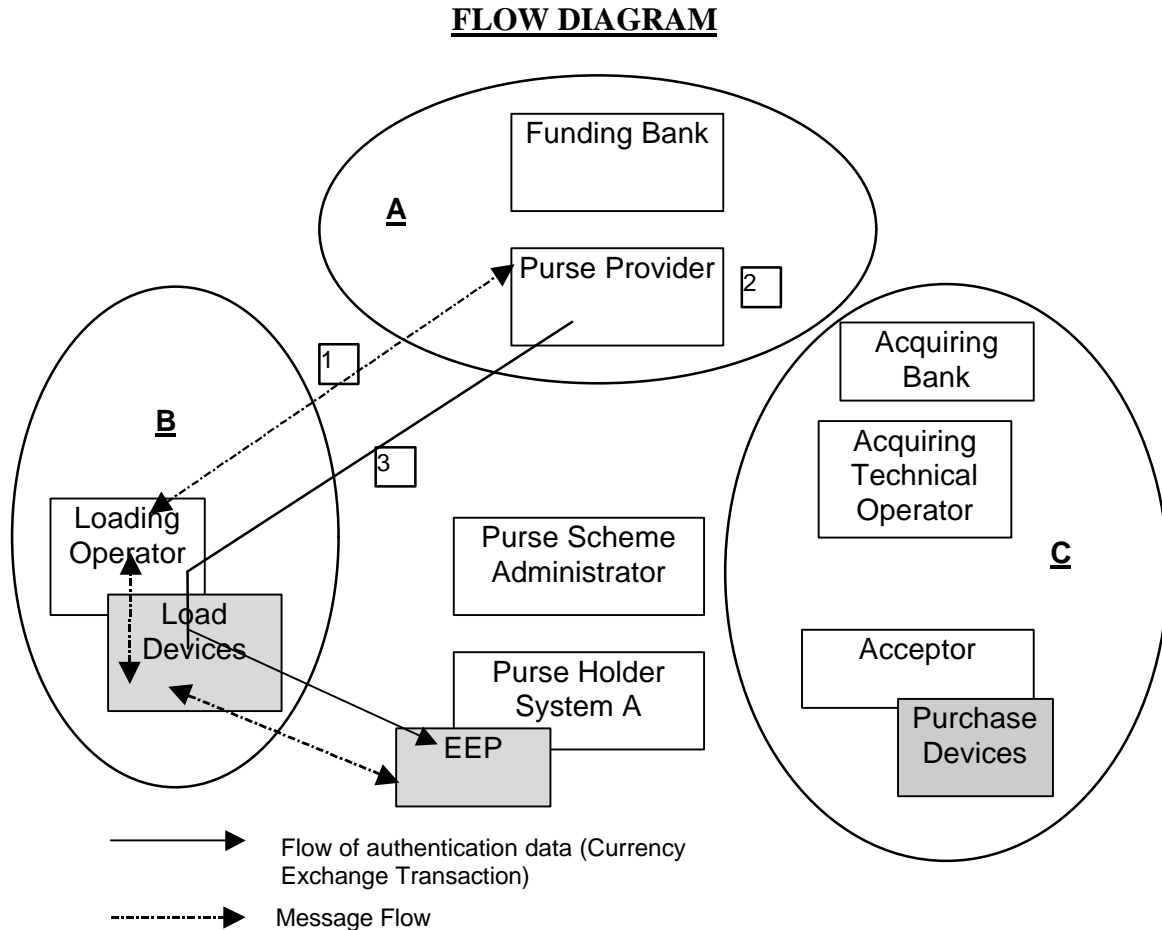 FLOW DIAGRAM
Funding Bank
A
Purse Provider
2
1
Acquiring
Bank
B
Acquiring
Technical
Operator
3
Loading
Operator
Purse Scheme
Administrator
C
Load
Devices
Acceptor
Purse Holder
System A
Purchase
Devices
EEP
Flow of authentication data (Currency
Exchange Transaction)
Message Flow